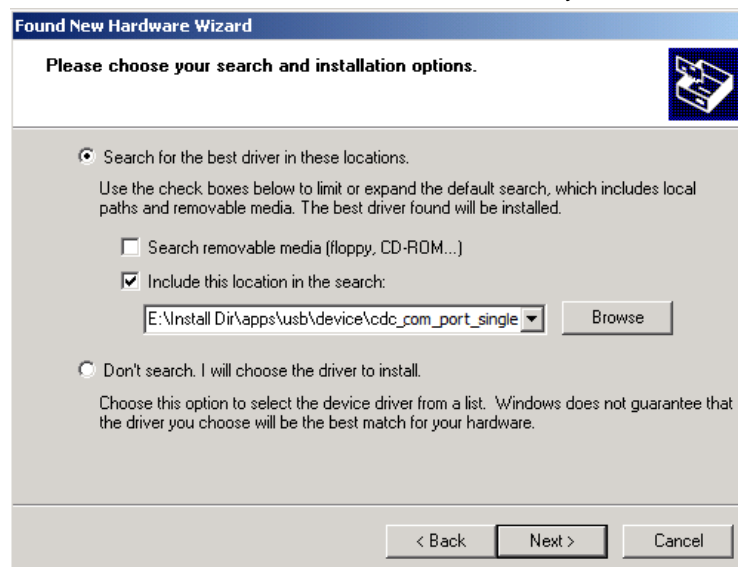 Found New Hardware Wizard
Please choose your search and installation options.
Search for the best driver in these locations.
Use the check boxes below to limit or expand the default search, which includes local
paths and removable media. The best driver found will be installed.
Search removable media (floppy, CD-ROM...)
Include this location in the search:
E:\Install Dir\apps\usb\device\cdc_com_port_single
Browse
Don't search. I will choose the driver to install.
Choose this option to select the device driver from a list. Windows does not guarantee that
the driver you choose will be the best match for your hardware.
< Back
Next >
Cancel